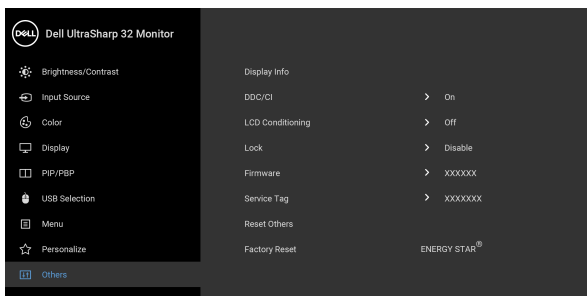 DELL Dell UltraSharp 32 Monitor
Brightness/Contrast Display Info
Input Source DDC/CI > On
Color LCD Conditioning > Off
Display Lock > Disable
PIP/PBP Firmware > XXXXXX
USB Selection Service Tag > XXXXXXX
Menu Reset Others
Personalize Factory Reset ENERGY STAR®
Others